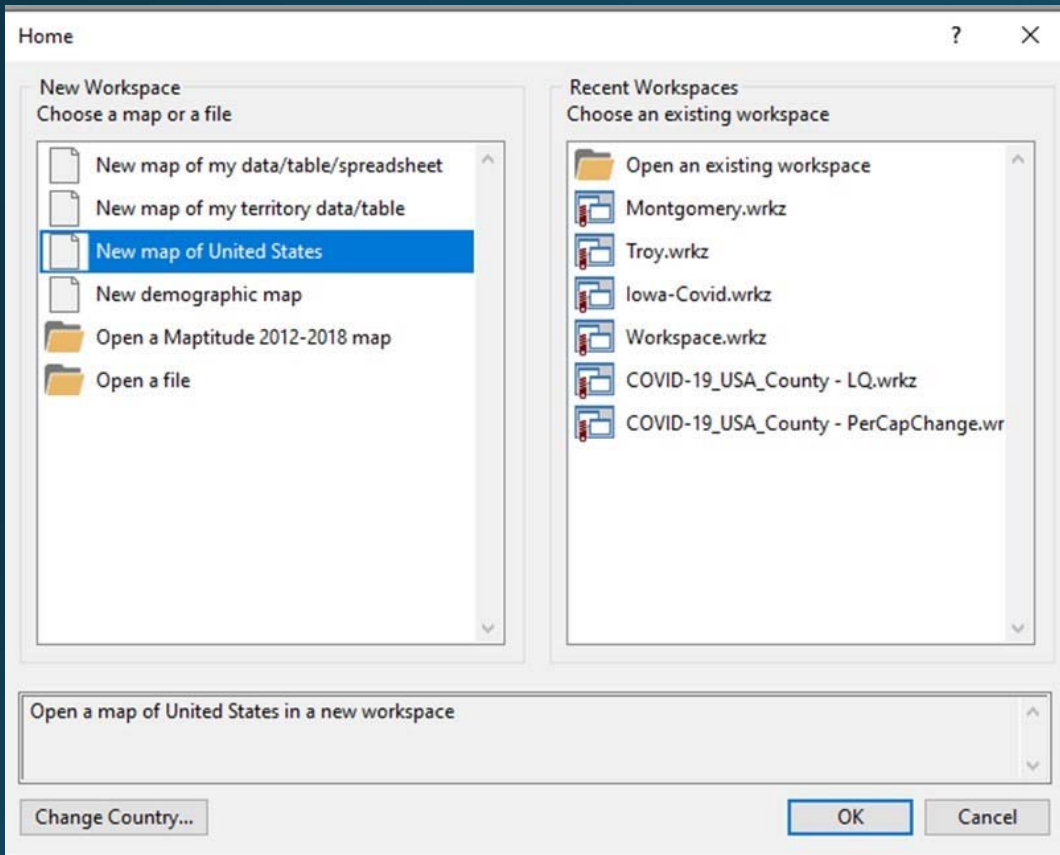 Home
?
New Workspace
Choose a map or a file
New map of my data/table/spreadsheet
New map of my territory data/table
New map of United States
New demographic map
Open a Maptitude 2012-2018 map
Open a file
Recent Workspaces
Choose an existing workspace
Open an existing workspace
Montgomery.wrkz
Troy.wrkz
Iowa-Covid.wrkz
Workspace.wrkz
COVID-19_USA_County - LQ.wrkz
COVID-19_USA_County - PerCapChange.wr
Open a map of United States in a new workspace
Change Country...
OK
Cancel